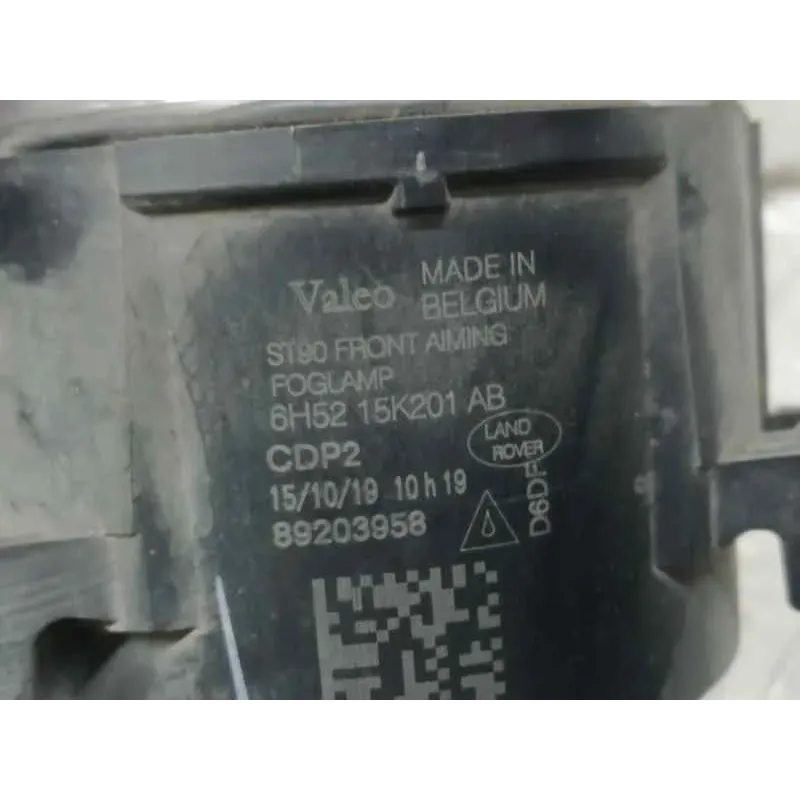 Valeo MADE IN
BELGIUM
ST90 FRONT AIMING
FOGLAMP
6H52 15K201 AB
LAND
ROVER
CDP2
15/10/19 10 h 19
89203958